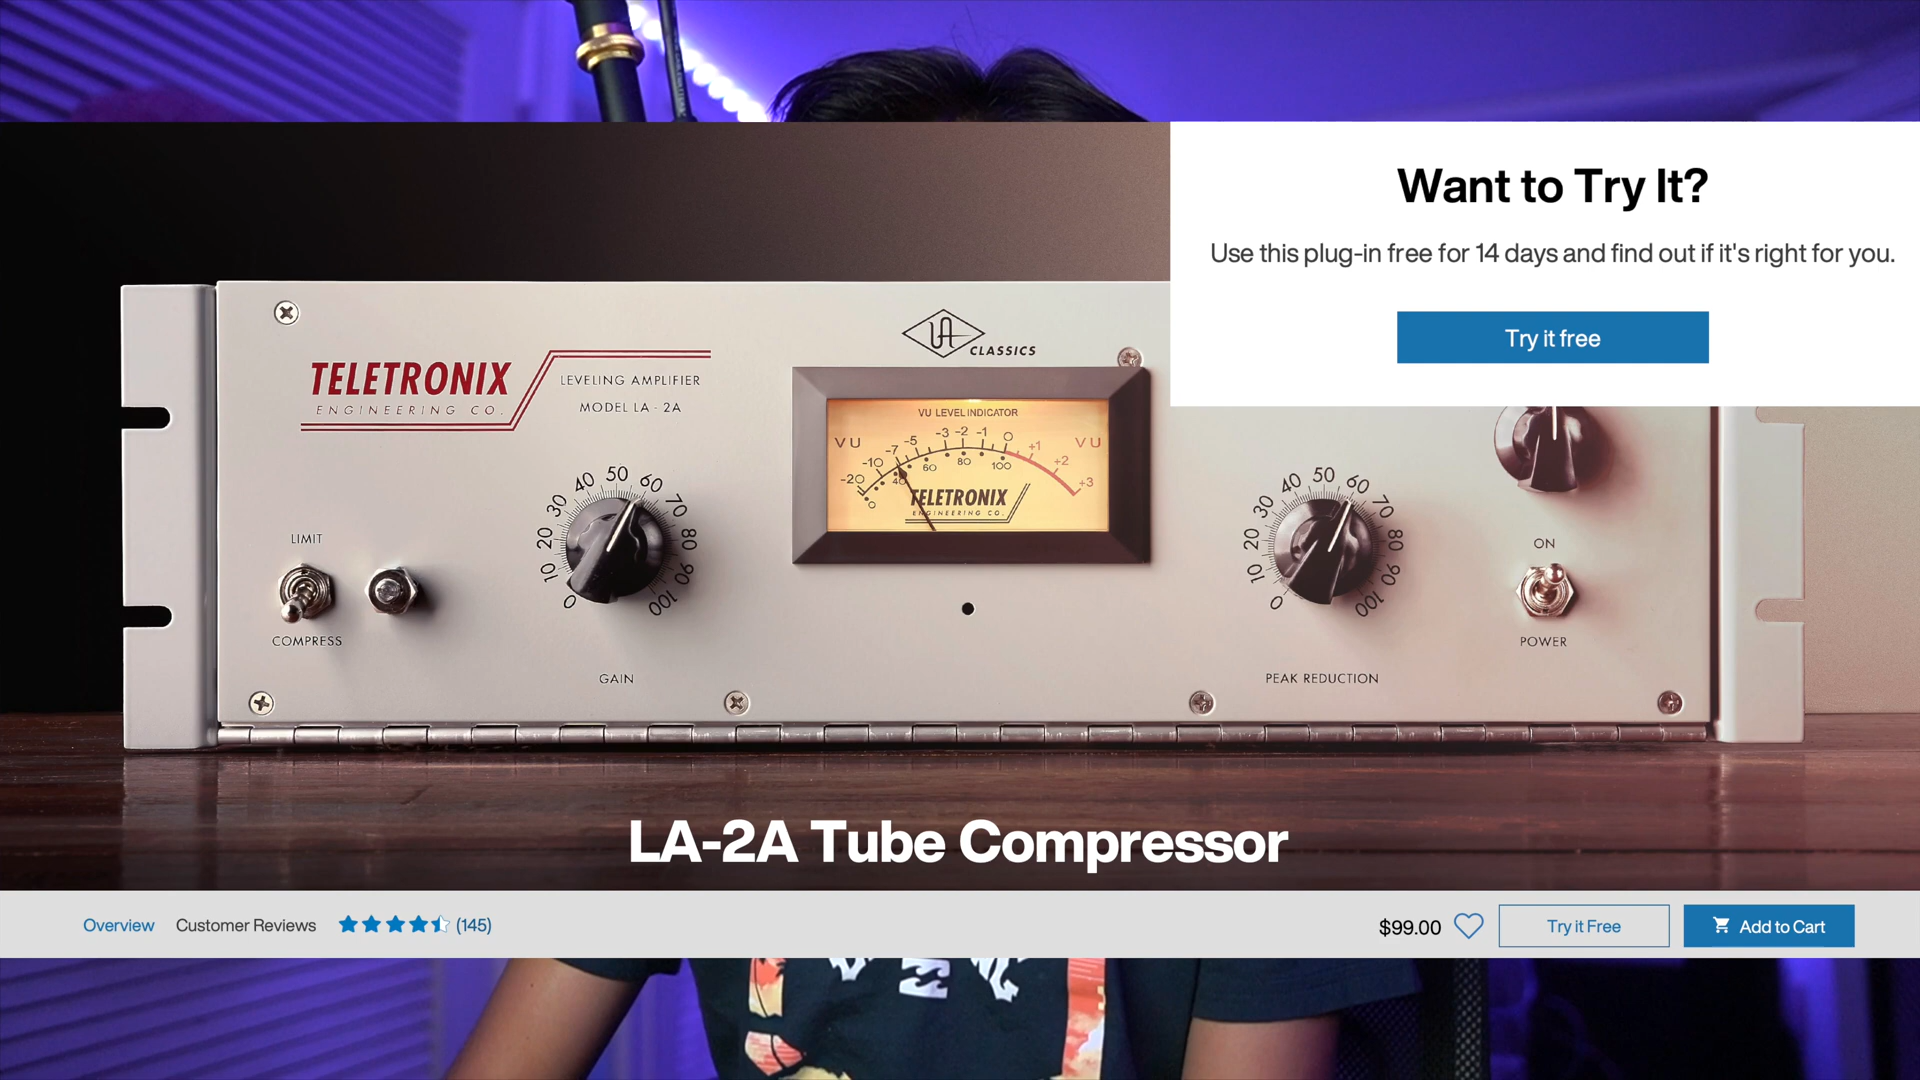 Want to Try It?
Use this plug-in free for 14 days and find out if it's right for you.
Try it free
UA
CLASSICS
TELETRONIX
ENGINEERING CO.
LEVELING AMPLIFIER
MODEL LA - 2A
VU LEVEL INDICATOR
VU VU
-20 -10 -7 -5 -3 -2 -1 0 +1 +2 +3
0 40 60 80 100
TELETRONIX
ENGINEERING CO.
0 10 20 30 40 50 60 70 80 90 100
GAIN
0 10 20 30 40 50 60 70 80 90 100
PEAK REDUCTION
LIMIT
COMPRESS
ON
POWER
LA-2A Tube Compressor
Overview Customer Reviews (145)
$99.00 Try it Free Add to Cart